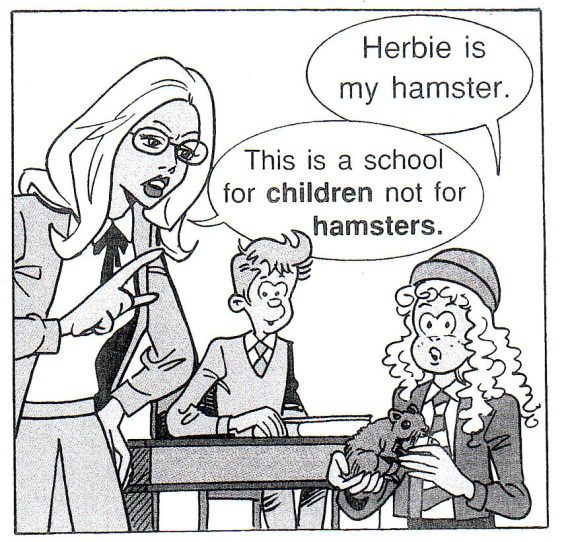 Herbie is
my hamster.
This is a school
for children not for
hamsters.